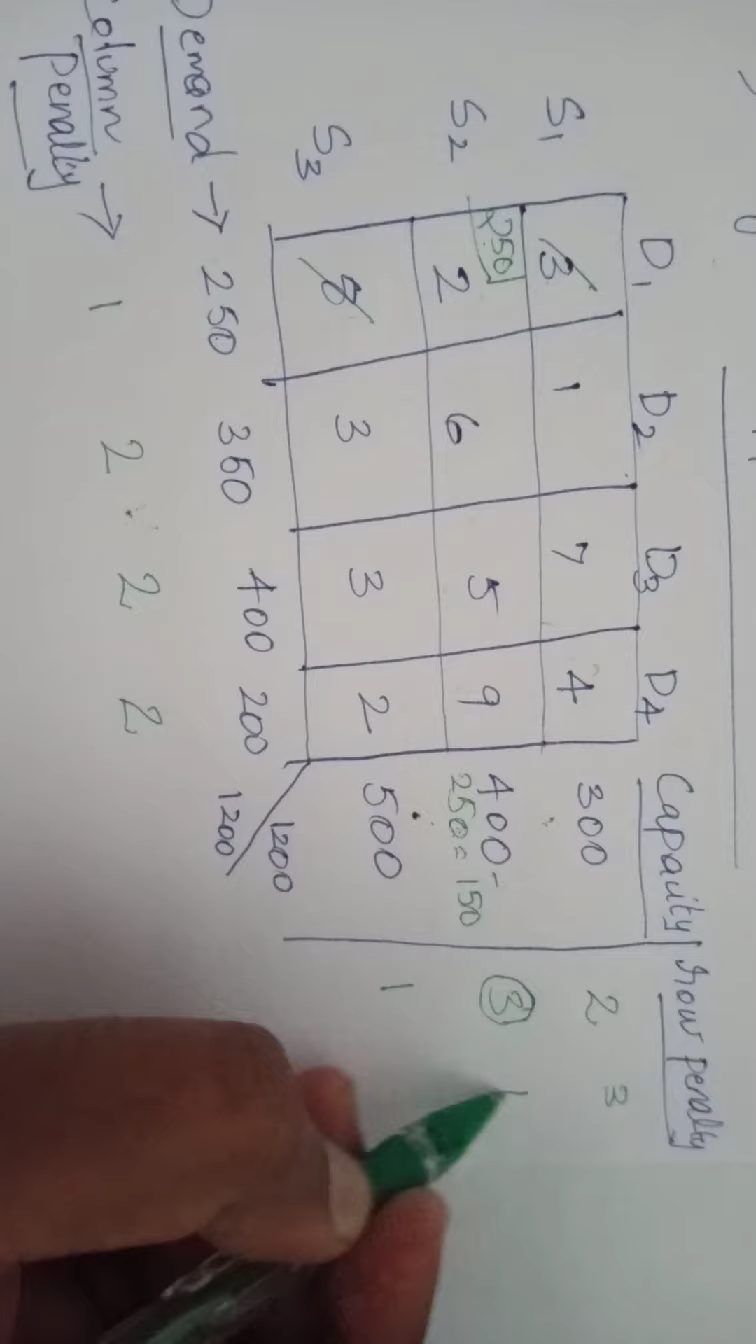 D1 D2 D3 D4 Capacity row penalty
S1 3 1 7 4 300 2 3
S2 250 2 6 5 9 400-
250=150 3
S3 8 3 3 2 500 1
1200
Demand → 250 350 400 200 1200
Column
Penalty → 1 2 2 2